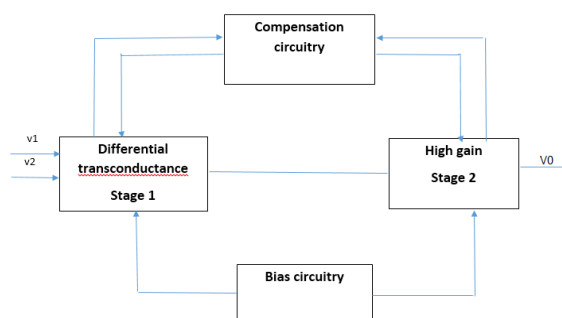 Compensation
circuitry
v1
v2
Differential
transconductance
Stage 1
High gain
Stage 2
V0
Bias circuitry